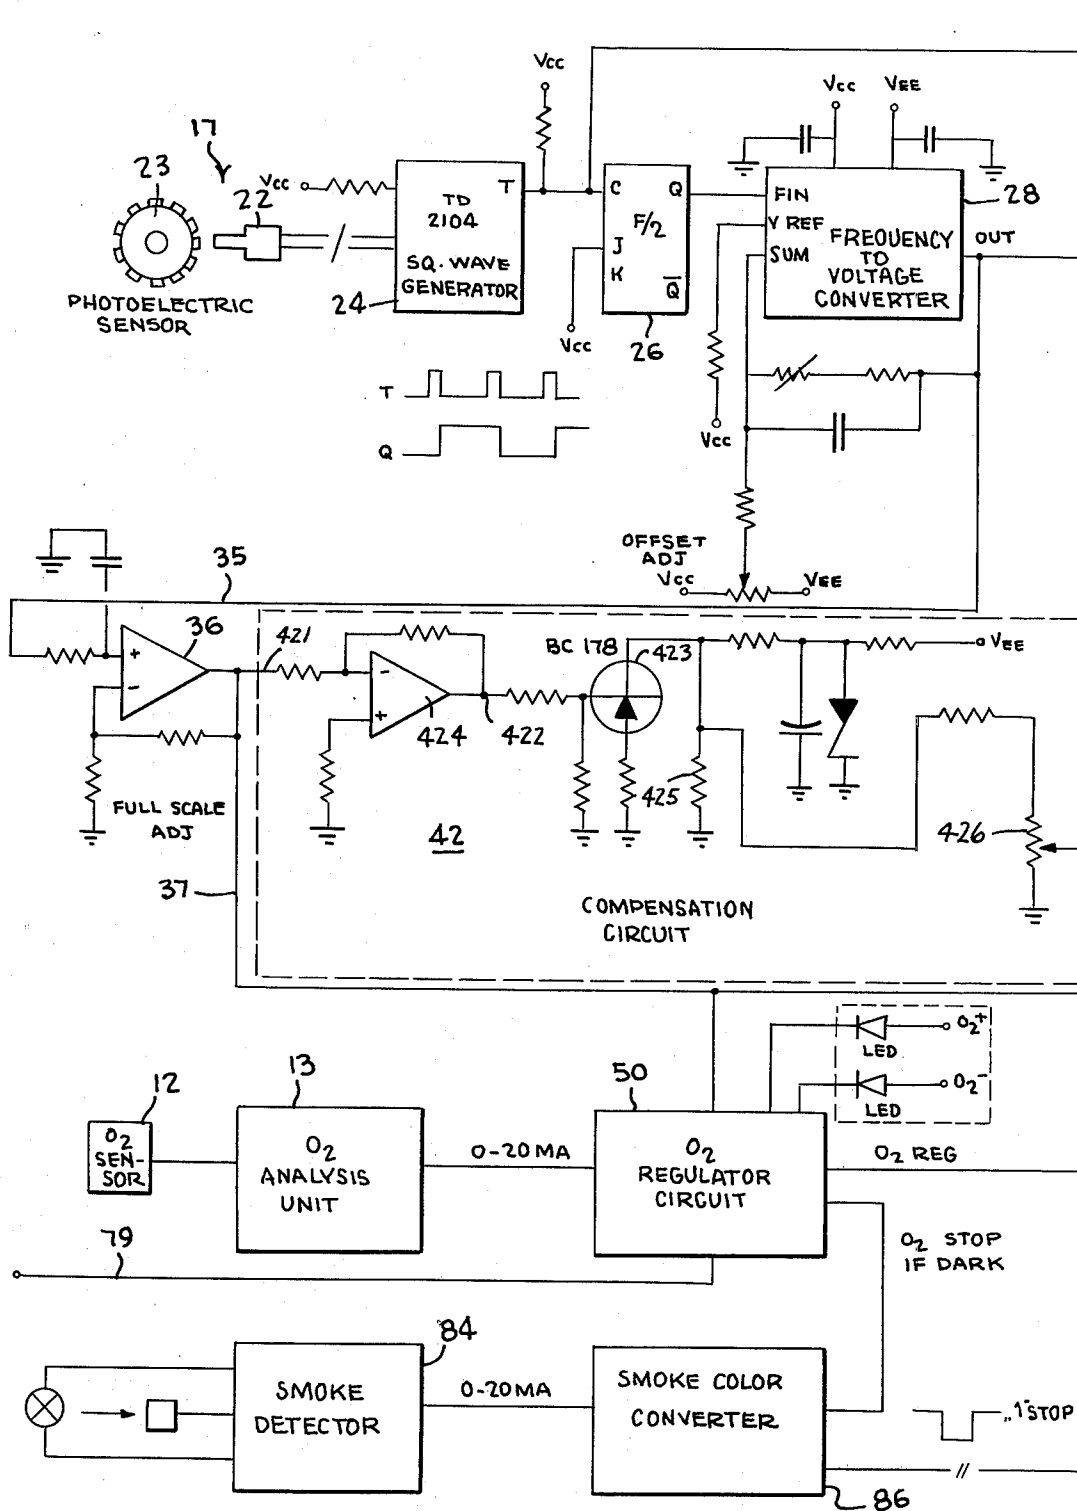 Vcc
Vcc
VEE
17
23
Vcc
22
TD
2104
T
SQ. WAVE
GENERATOR
24
C
Q
F/2
J
K
Q̅
26
Vcc
FIN
V REF
SUM
FREQUENCY
TO
VOLTAGE
CONVERTER
28
OUT
PHOTOELECTRIC
SENSOR
T
Q
Vcc
OFFSET
ADJ
Vcc
VEE
35
36
+
-
421
-
+
424
422
BC 178
423
VEE
425
426
FULL SCALE
ADJ
42
37
COMPENSATION
CIRCUIT
LED
O2+
LED
O2-
12
O2
SEN-
SOR
13
O2
ANALYSIS
UNIT
0-20 MA
50
O2
REGULATOR
CIRCUIT
O2 REG
O2 STOP
IF DARK
79
84
SMOKE
DETECTOR
0-20 MA
SMOKE COLOR
CONVERTER
86
„1"STOP
//